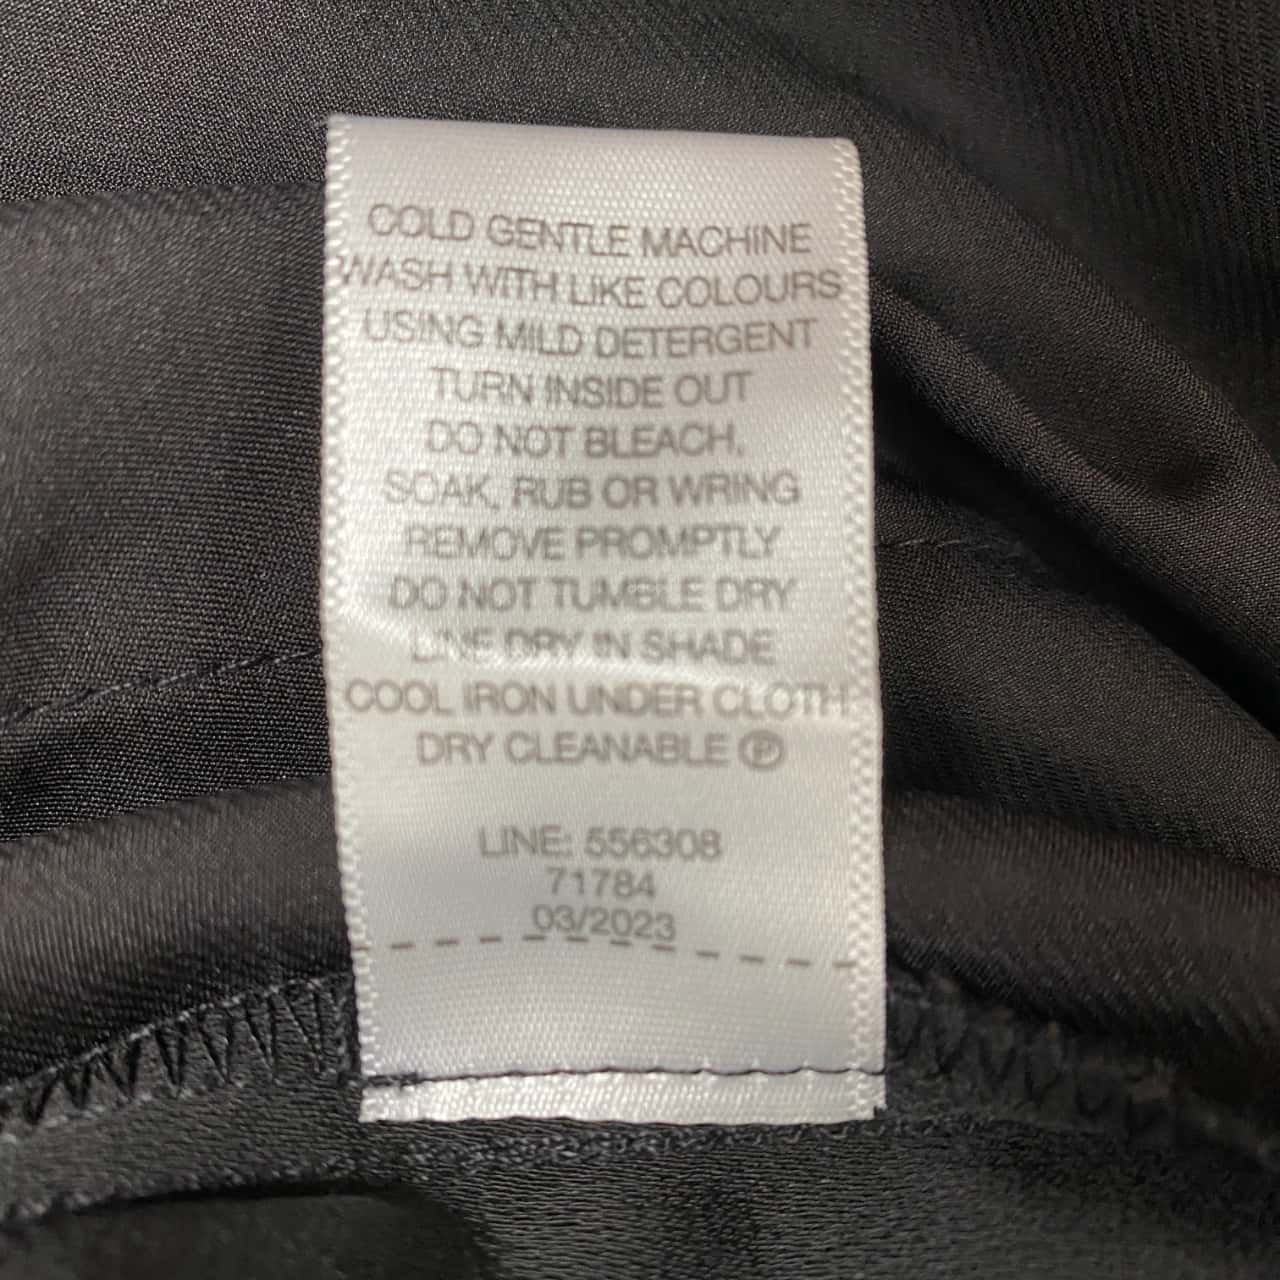 COLD GENTLE MACHINE
WASH WITH LIKE COLOURS
USING MILD DETERGENT
TURN INSIDE OUT
DO NOT BLEACH,
SOAK, RUB OR WRING
REMOVE PROMPTLY
DO NOT TUMBLE DRY
LINE DRY IN SHADE
COOL IRON UNDER CLOTH
DRY CLEANABLE Ⓟ
LINE: 556308
71784
03/2023